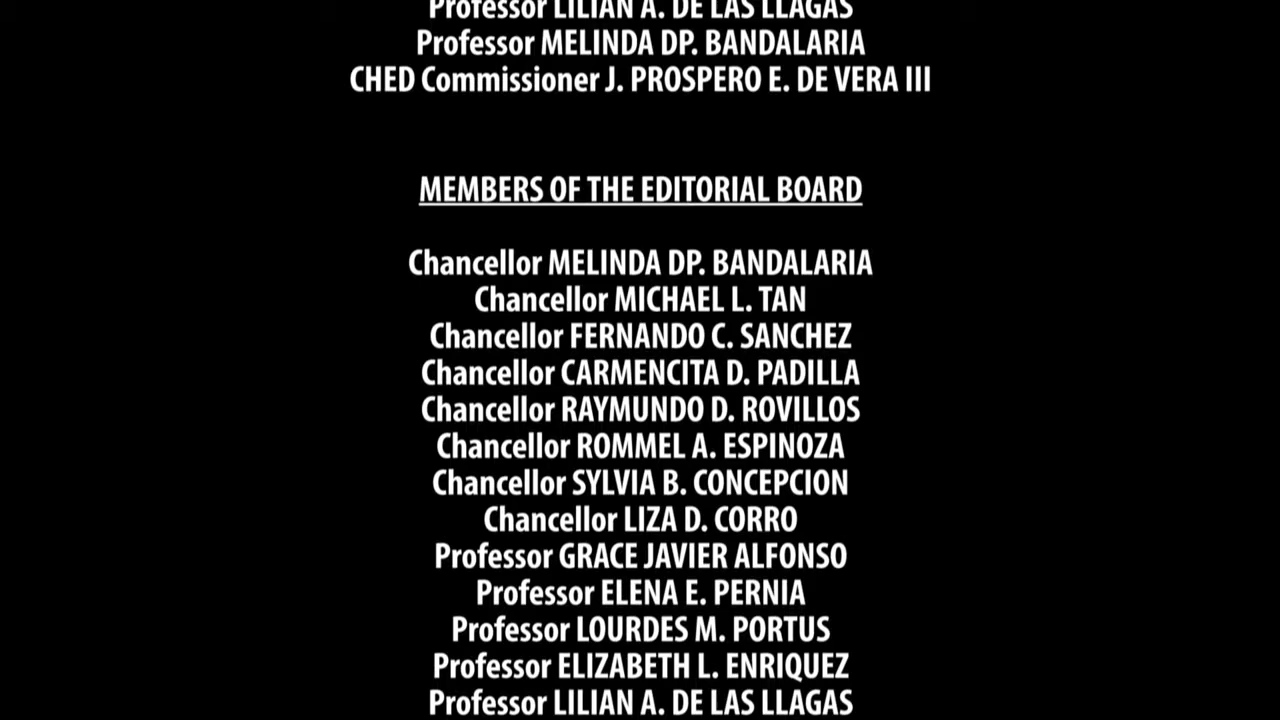 Professor LILIAN A. DE LAS LLAGAS
Professor MELINDA DP. BANDALARIA
CHED Commissioner J. PROSPERO E. DE VERA III
MEMBERS OF THE EDITORIAL BOARD
Chancellor MELINDA DP. BANDALARIA
Chancellor MICHAEL L. TAN
Chancellor FERNANDO C. SANCHEZ
Chancellor CARMENCITA D. PADILLA
Chancellor RAYMUNDO D. ROVILLOS
Chancellor ROMMEL A. ESPINOZA
Chancellor SYLVIA B. CONCEPCION
Chancellor LIZA D. CORRO
Professor GRACE JAVIER ALFONSO
Professor ELENA E. PERNIA
Professor LOURDES M. PORTUS
Professor ELIZABETH L. ENRIQUEZ
Professor LILIAN A. DE LAS LLAGAS